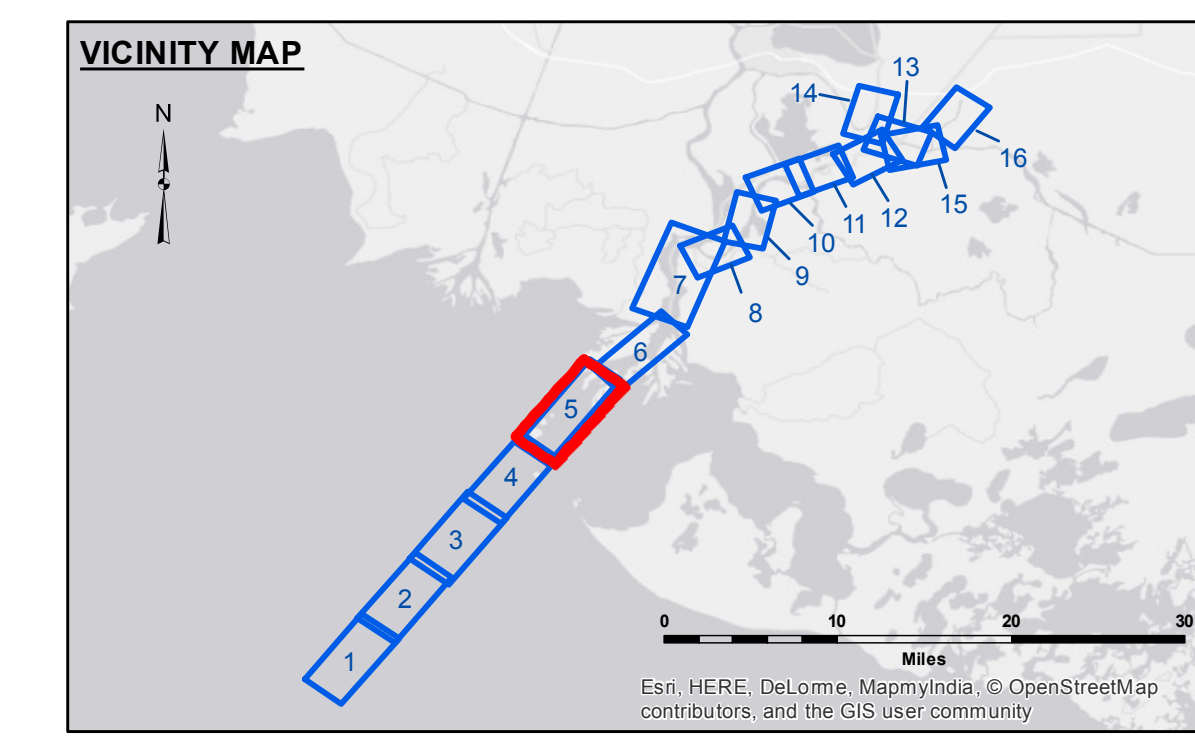 VICINITY MAP
N
13
14
16
15
12
11
10
9
7
8
6
5
4
3
2
1
0 10 20 30
Miles
Esri, HERE, DeLorme, MapmyIndia, © OpenStreetMap
contributors, and the GIS user community